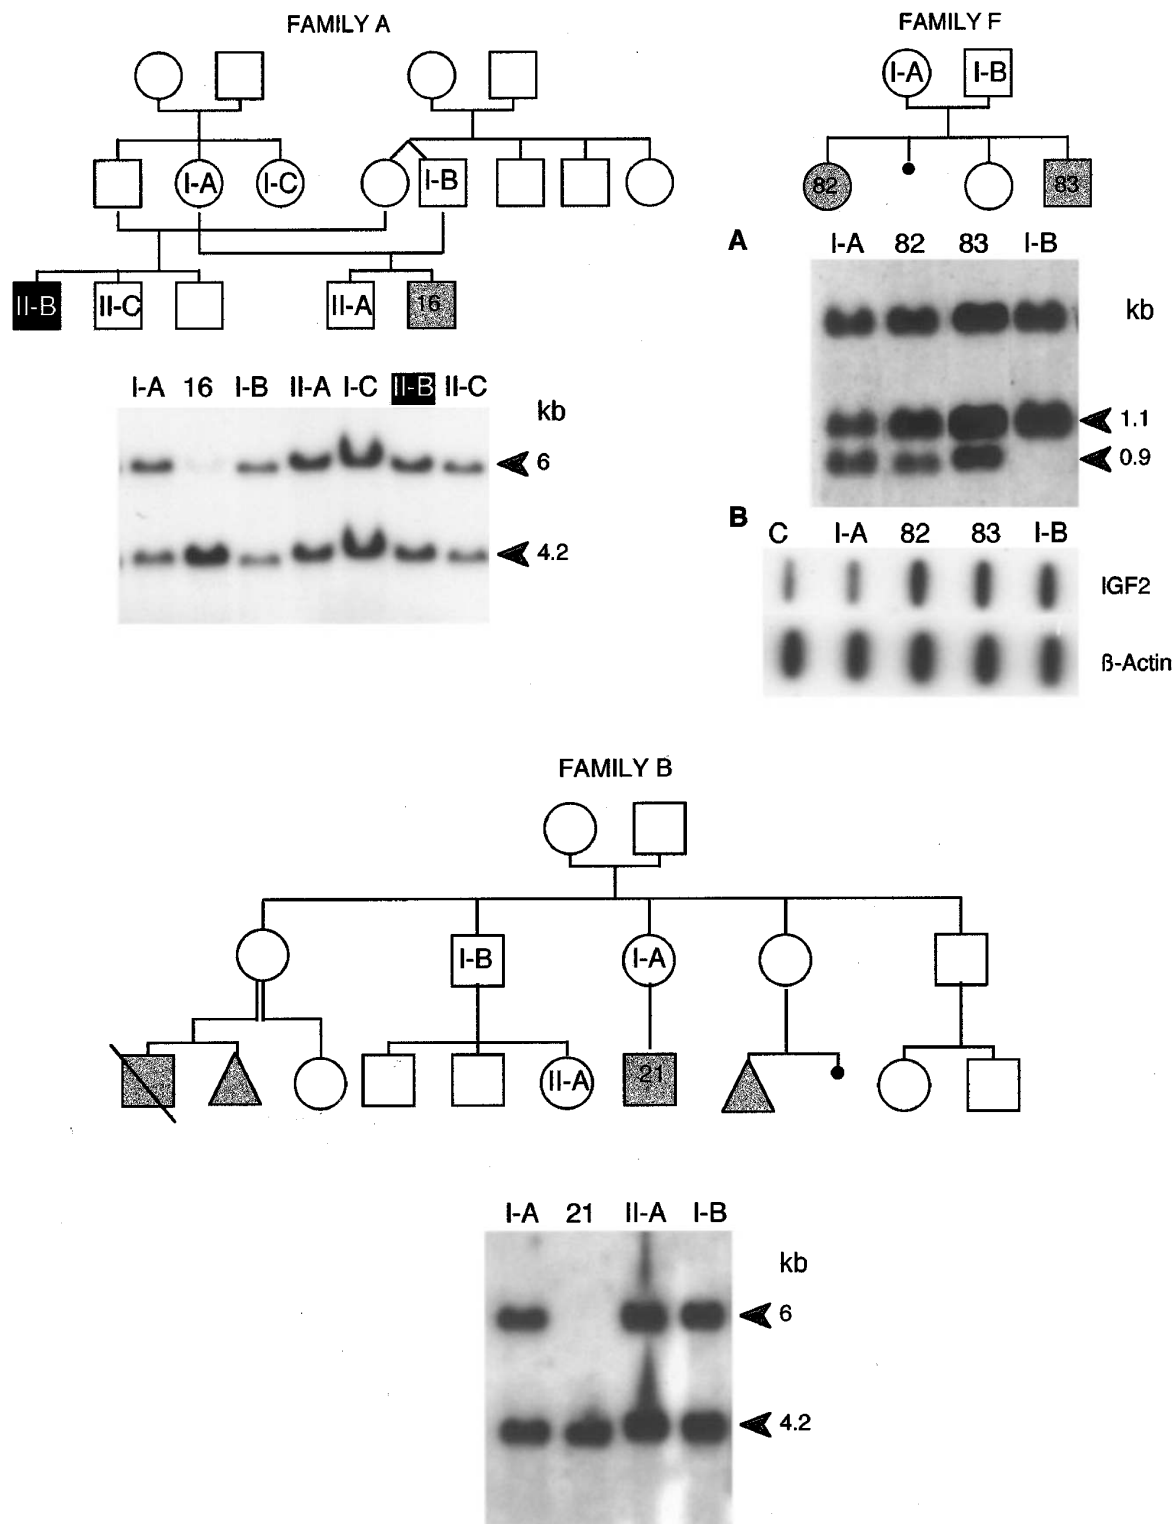 FAMILY A
I-A I-C I-B
II-B II-C II-A 16
I-A 16 I-B II-A I-C II-B II-C
kb
6
4.2
FAMILY F
I-A I-B
82 83
A I-A 82 83 I-B
kb
1.1
0.9
B C I-A 82 83 I-B
IGF2
ß-Actin
FAMILY B
I-B I-A
II-A 21
I-A 21 II-A I-B
kb
6
4.2